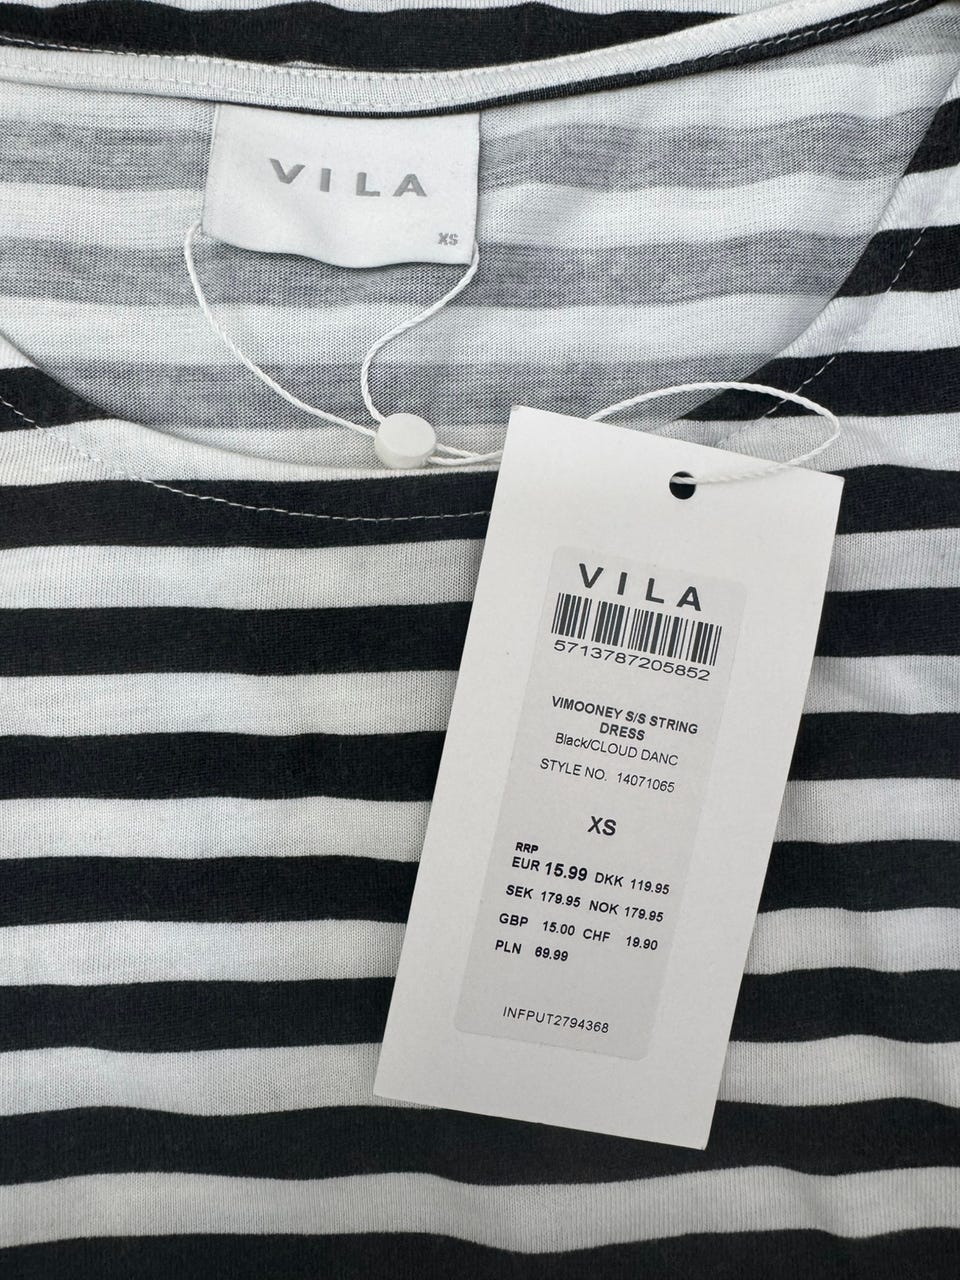 VILA
XS
VILA
5713787205852
VIMOONEY S/S STRING
DRESS
Black/CLOUD DANC
STYLE NO. 14071065
XS
RRP
EUR 15.99 DKK 119.95
SEK 179.95 NOK 179.95
GBP 15.00 CHF 19.90
PLN 69.99
INFPUT2794368